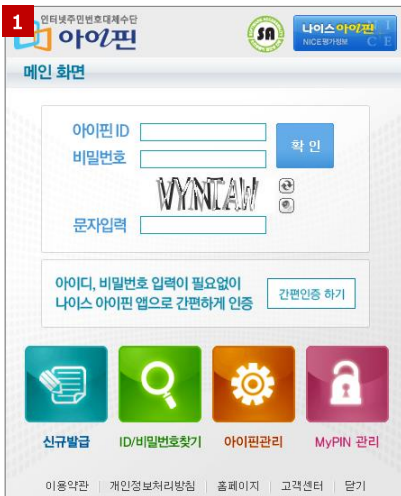 1
인터넷주민번호대체수단
아이핀
나이스아이핀
NICE평가정보
메인 화면
아이핀 ID
확 인
비밀번호
문자입력
아이디, 비밀번호 입력이 필요없이
나이스 아이핀 앱으로 간편하게 인증
간편인증 하기
신규발급
ID/비밀번호찾기
아이핀관리
MyPIN 관리
이용약관
개인정보처리방침
홈페이지
고객센터
닫기